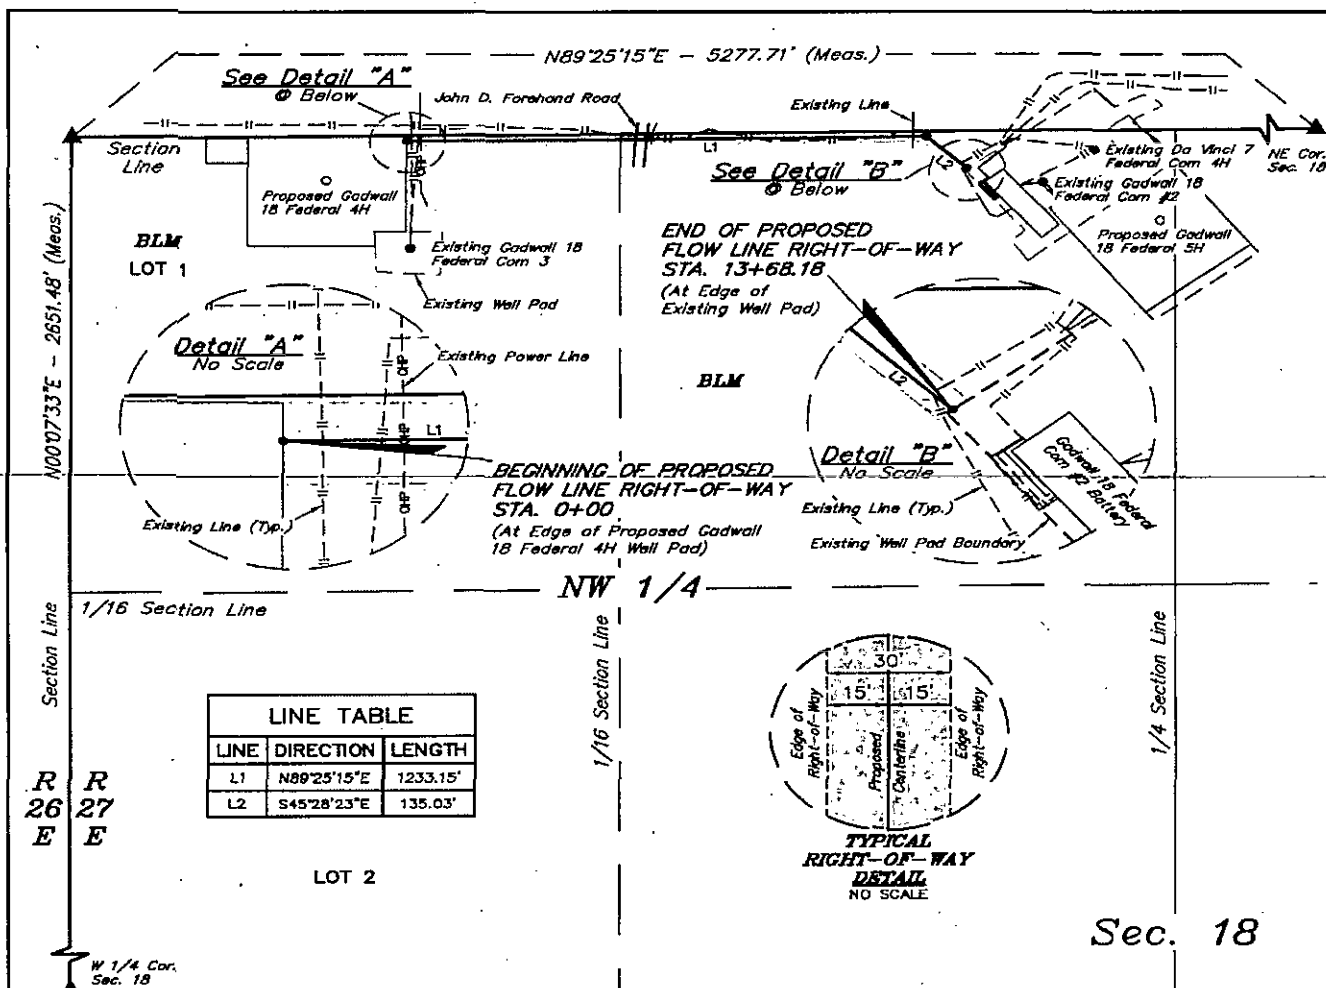 N89°25'15"E - 5277.71' (Meas.)
See Detail "A"
@ Below
John D. Forehand Road
Existing Line
Section
Line
L1
L2
See Detail "B"
@ Below
Existing Da Vinci 7
Federal Com 4H
NE Cor.
Sec. 18
Existing Gadwall 18
Federal Com #2
Proposed Gadwall
18 Federal 4H
OHP
Proposed Gadwall
18 Federal 5H
BLM
LOT 1
Existing Gadwall 18
Federal Com 3
Existing Well Pad
END OF PROPOSED
FLOW LINE RIGHT-OF-WAY
STA. 13+68.18
(At Edge of
Existing Well Pad)
N00°07'33"E - 2651.48' (Meas.)
Detail "A"
No Scale
Existing Power Line
OHP
L1
OHP
OHP
Existing Line (Typ.)
BLM
BEGINNING OF PROPOSED
FLOW LINE RIGHT-OF-WAY
STA. 0+00
(At Edge of Proposed Gadwall
18 Federal 4H Well Pad)
L2
Detail "B"
No Scale
Gadwall 18 Federal
Com #2 Battery
Existing Line (Typ.)
Existing Well Pad Boundary
NW 1/4
1/16 Section Line
Section Line
1/16 Section Line
1/4 Section Line
30'
15' 15'
Edge of
Right-of-Way
Proposed
Centerline
Edge of
Right-of-Way
TYPICAL
RIGHT-OF-WAY
DETAIL
NO SCALE
LINE TABLE
LINE DIRECTION LENGTH
L1 N89°25'15"E 1233.15'
L2 S45°28'23"E 135.03'
R R
26 27
E E
LOT 2
Sec. 18
W 1/4 Cor.
Sec. 18